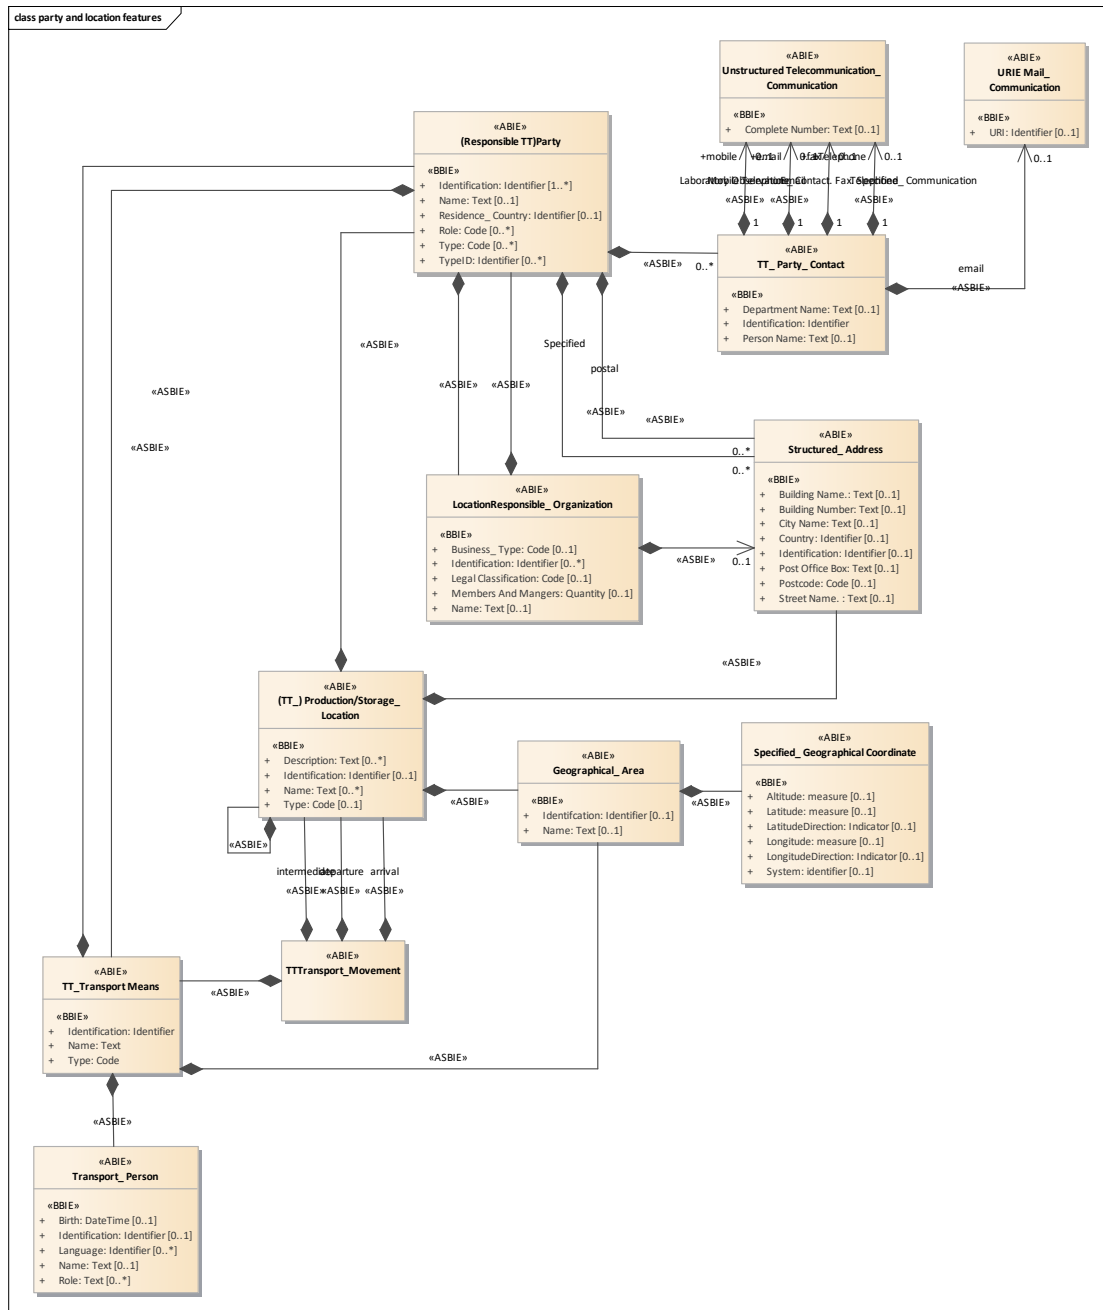 class party and location features
«ABIE»
Unstructured Telecommunication_
Communication
«BBIE»
+ Complete Number: Text [0..1]
«ABIE»
URIE Mail_
Communication
«BBIE»
+ URI: Identifier [0..1]
«ABIE»
(Responsible TT)Party
«BBIE»
+ Identification: Identifier [1..*]
+ Name: Text [0..1]
+ Residence_ Country: Identifier [0..1]
+ Role: Code [0..*]
+ Type: Code [0..*]
+ TypeID: Identifier [0..*]
+mobile
0..1
0..1
«ASBIE»
«ASBIE»
«ASBIE»
«ASBIE»
1
1
1
1
«ABIE»
TT_ Party_ Contact
«BBIE»
+ Department Name: Text [0..1]
+ Identification: Identifier
+ Person Name: Text [0..1]
«ASBIE»
0..*
email
«ASBIE»
Specified
postal
«ASBIE»
«ASBIE»
«ASBIE»
«ASBIE»
«ASBIE»
«ASBIE»
«ASBIE»
0..*
0..*
«ABIE»
Structured_ Address
«BBIE»
+ Building Name.: Text [0..1]
+ Building Number: Text [0..1]
+ City Name: Text [0..1]
+ Country: Identifier [0..1]
+ Identification: Identifier [0..1]
+ Post Office Box: Text [0..1]
+ Postcode: Code [0..1]
+ Street Name. : Text [0..1]
«ABIE»
LocationResponsible_ Organization
«BBIE»
+ Business_ Type: Code [0..1]
+ Identification: Identifier [0..*]
+ Legal Classification: Code [0..1]
+ Members And Mangers: Quantity [0..1]
+ Name: Text [0..1]
«ASBIE»
0..1
«ASBIE»
«ABIE»
(TT_) Production/Storage_
Location
«BBIE»
+ Description: Text [0..*]
+ Identification: Identifier [0..1]
+ Name: Text [0..*]
+ Type: Code [0..1]
«ASBIE»
«ASBIE»
«ABIE»
Geographical_ Area
«BBIE»
+ Identifcation: Identifier [0..1]
+ Name: Text [0..1]
«ASBIE»
«ABIE»
Specified_ Geographical Coordinate
«BBIE»
+ Altitude: measure [0..1]
+ Latitude: measure [0..1]
+ LatitudeDirection: Indicator [0..1]
+ Longitude: measure [0..1]
+ LongitudeDirection: Indicator [0..1]
+ System: identifier [0..1]
intermediate
departure
arrival
«ASBIE»
«ASBIE»
«ASBIE»
«ABIE»
TTTransport_Movement
«ASBIE»
«ABIE»
TT_Transport Means
«BBIE»
+ Identification: Identifier
+ Name: Text
+ Type: Code
«ASBIE»
«ASBIE»
«ABIE»
Transport_ Person
«BBIE»
+ Birth: DateTime [0..1]
+ Identification: Identifier [0..1]
+ Language: Identifier [0..*]
+ Name: Text [0..1]
+ Role: Text [0..*]